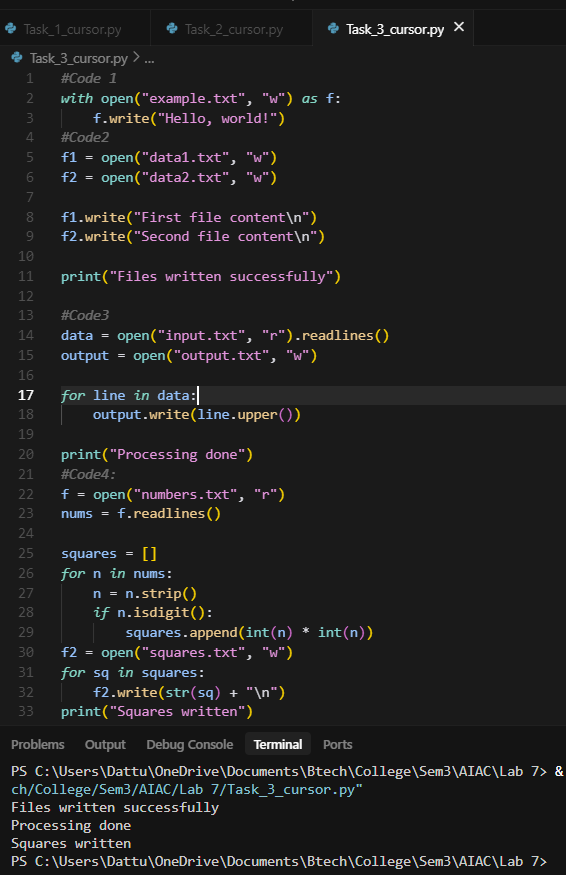 Task_1_cursor.py Task_2_cursor.py Task_3_cursor.py ✕
Task_3_cursor.py > ...
1 #Code 1
2 with open("example.txt", "w") as f:
3     f.write("Hello, world!")
4 #Code2
5 f1 = open("data1.txt", "w")
6 f2 = open("data2.txt", "w")
7
8 f1.write("First file content\n")
9 f2.write("Second file content\n")
10
11 print("Files written successfully")
12
13 #Code3
14 data = open("input.txt", "r").readlines()
15 output = open("output.txt", "w")
16
17 for line in data:
18     output.write(line.upper())
19
20 print("Processing done")
21 #Code4:
22 f = open("numbers.txt", "r")
23 nums = f.readlines()
24
25 squares = []
26 for n in nums:
27     n = n.strip()
28     if n.isdigit():
29         squares.append(int(n) * int(n))
30 f2 = open("squares.txt", "w")
31 for sq in squares:
32     f2.write(str(sq) + "\n")
33 print("Squares written")
Problems Output Debug Console Terminal Ports
PS C:\Users\Dattu\OneDrive\Documents\Btech\College\Sem3\AIAC\Lab 7> &
ch/College/Sem3/AIAC/Lab 7/Task_3_cursor.py"
Files written successfully
Processing done
Squares written
PS C:\Users\Dattu\OneDrive\Documents\Btech\College\Sem3\AIAC\Lab 7>